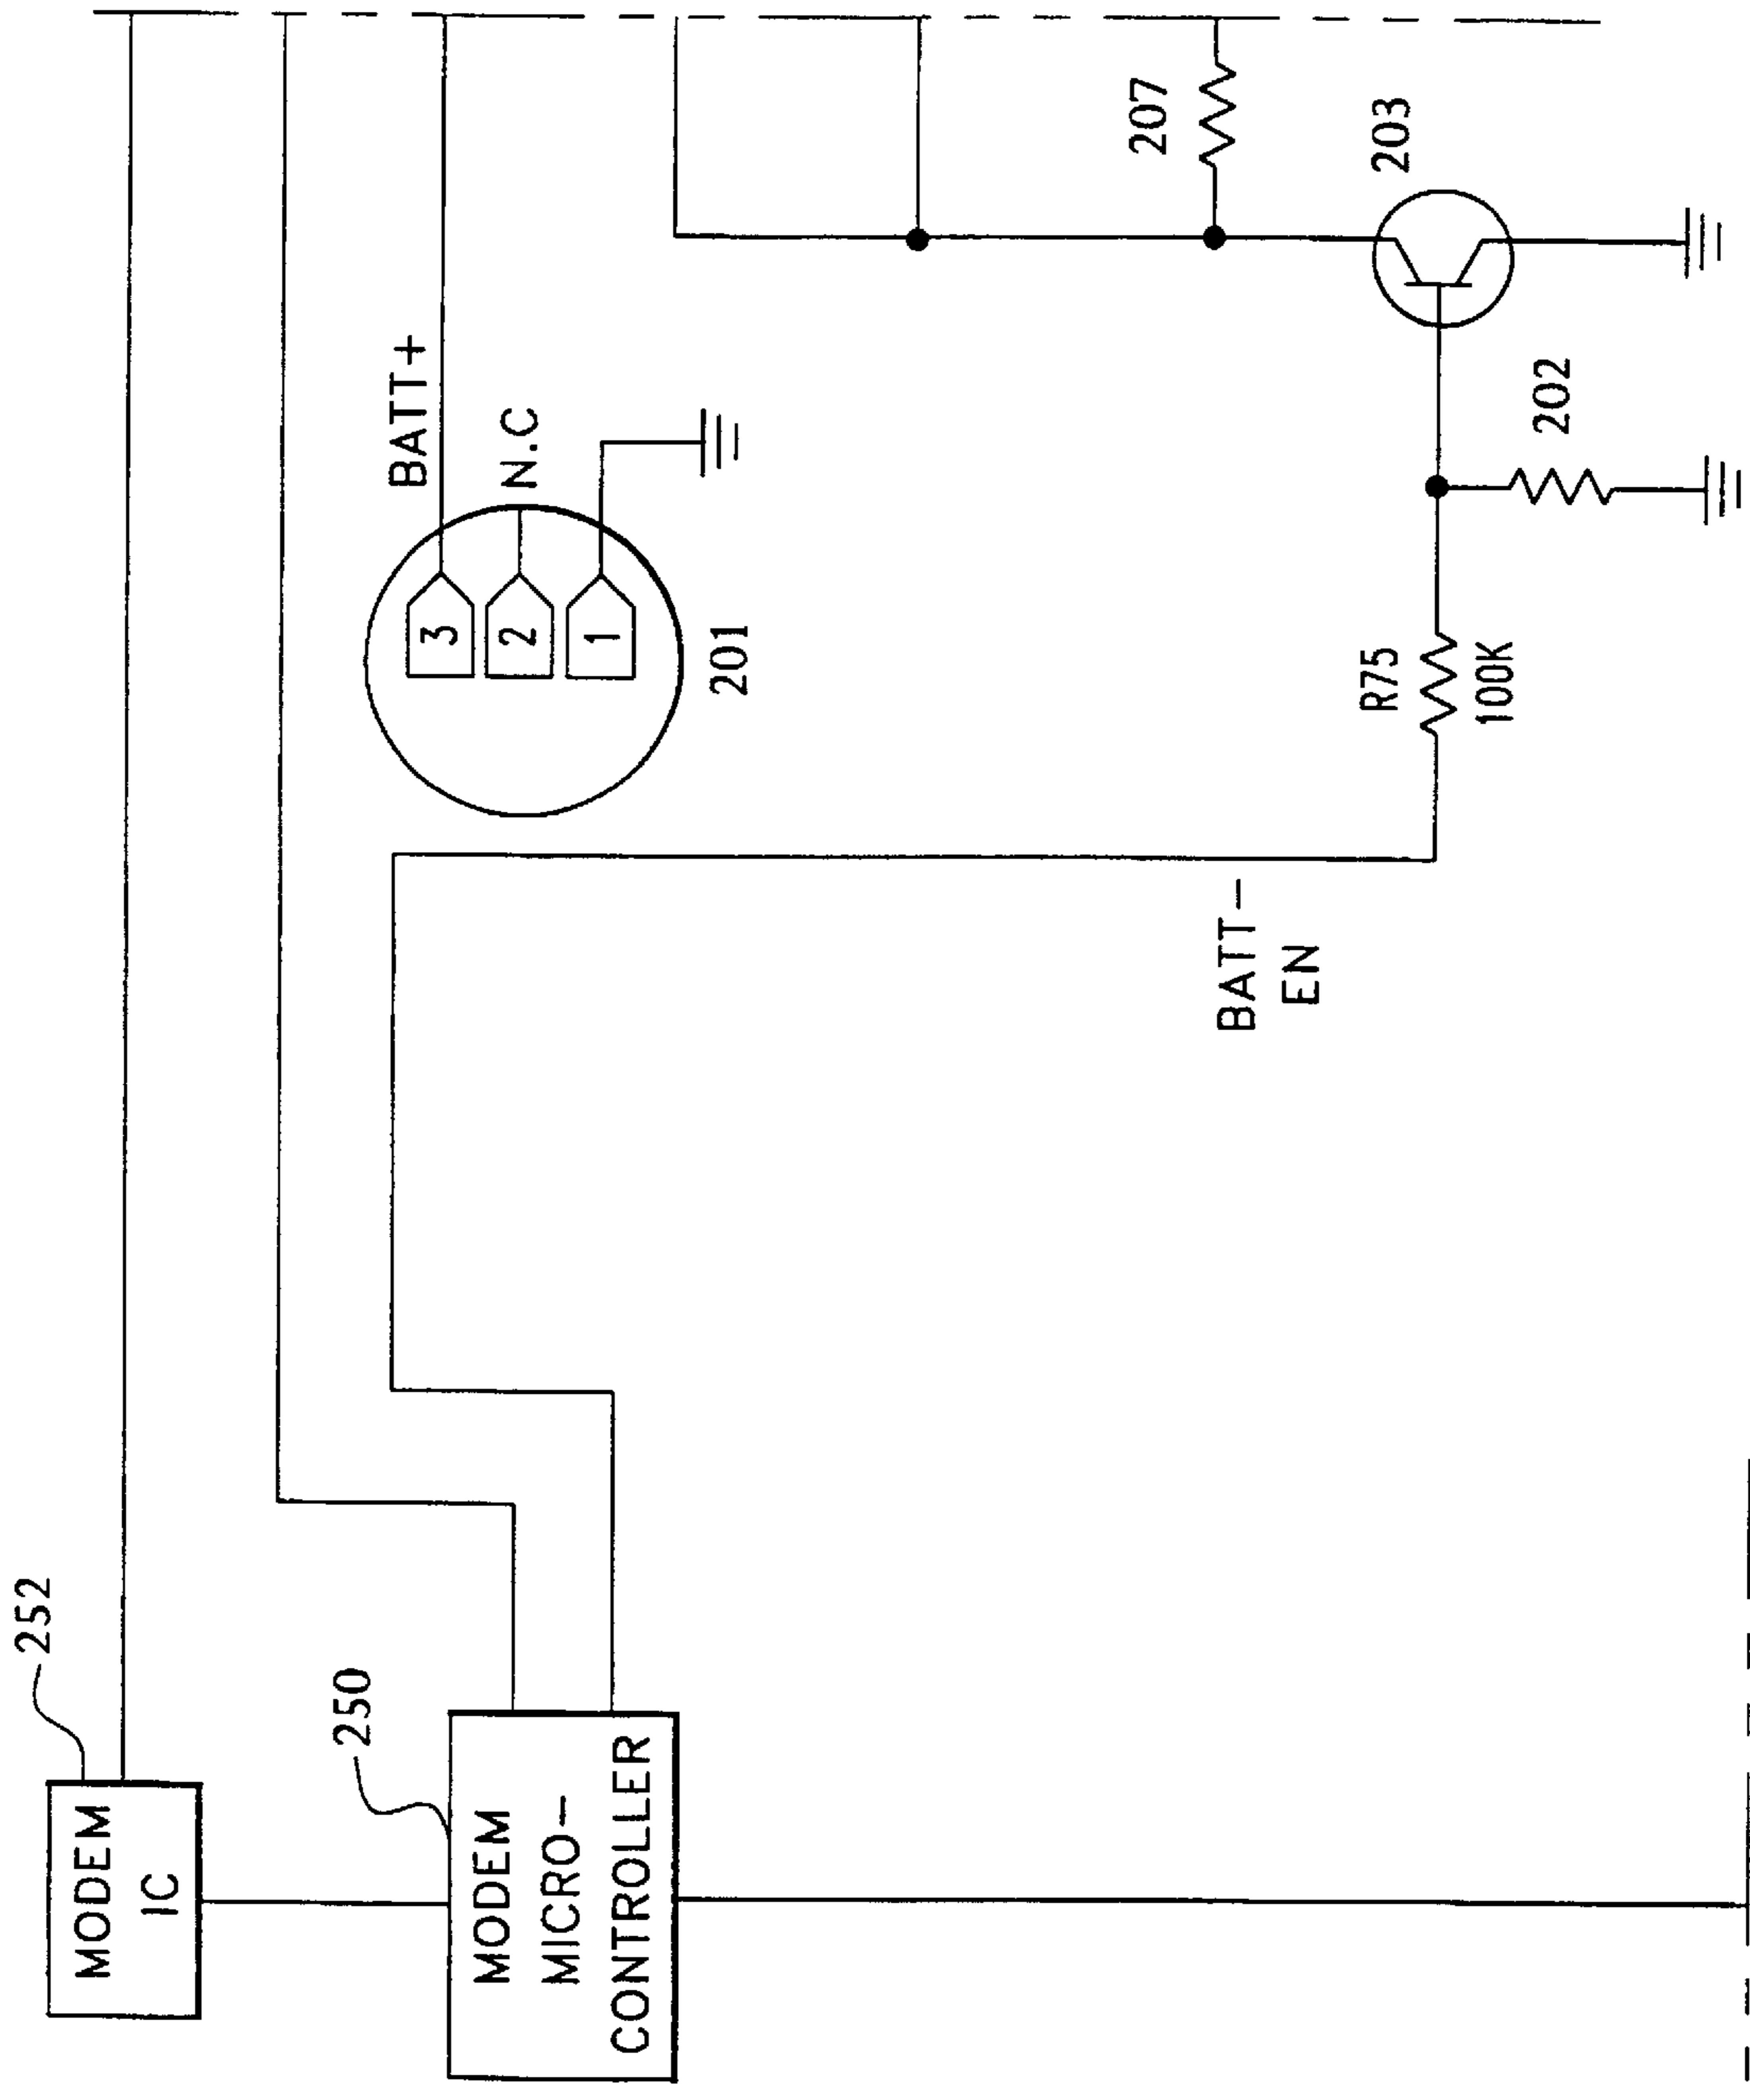 252
MODEM
IC
250
MODEM
MICRO–
CONTROLLER
BATT+
N.C
3
2
1
201
BATT–
EN
R75
100K
202
203
207